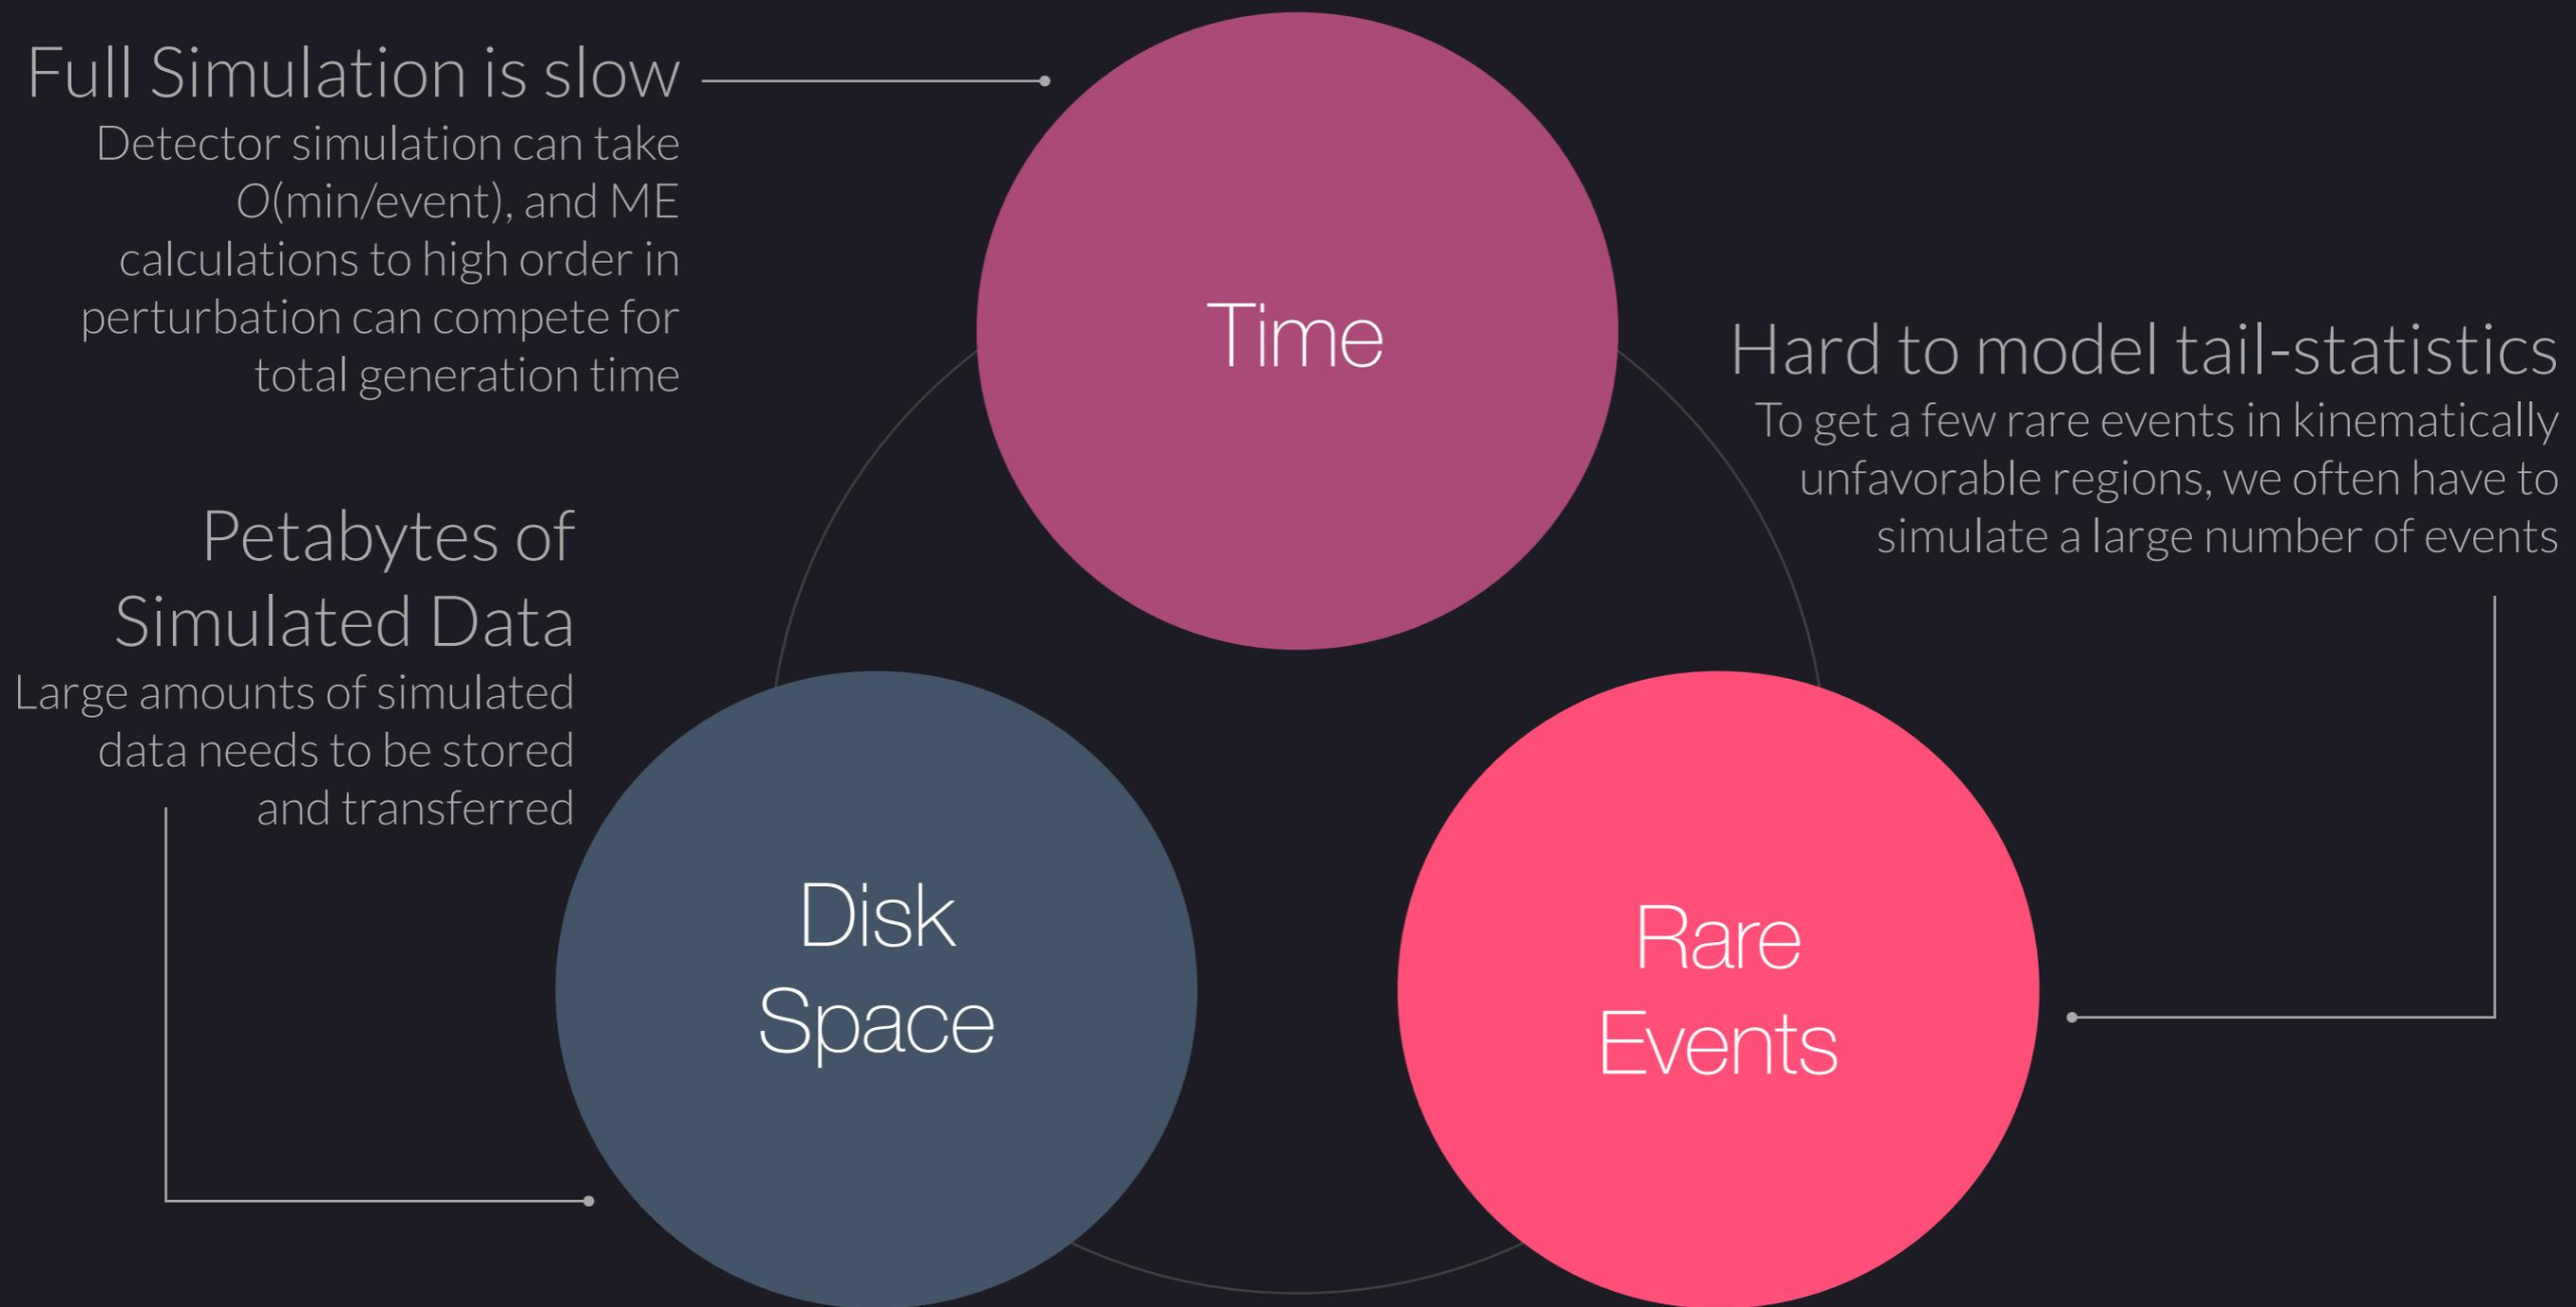 Full Simulation is slow
Detector simulation can take
O(min/event), and ME
calculations to high order in
perturbation can compete for
total generation time
Time
Hard to model tail-statistics
To get a few rare events in kinematically
unfavorable regions, we often have to
simulate a large number of events
Petabytes of
Simulated Data
Large amounts of simulated
data needs to be stored
and transferred
Disk
Space
Rare
Events